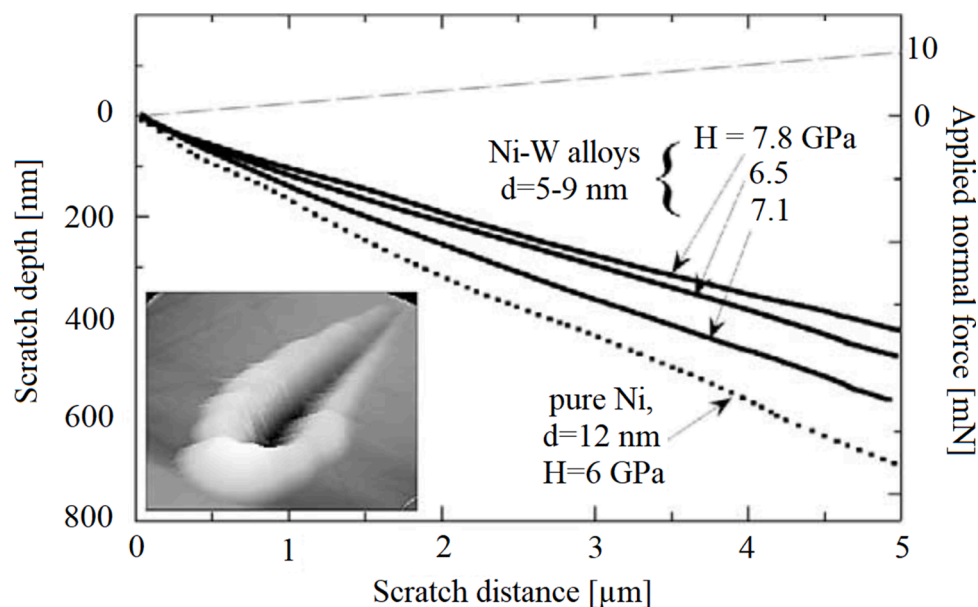 10
0
Applied normal force [mN]
0
200
400
600
800
Scratch depth [nm]
Ni-W alloys
d=5-9 nm
{
H = 7.8 GPa
6.5
7.1
pure Ni,
d=12 nm
H=6 GPa
0
1
2
3
4
5
Scratch distance [µm]